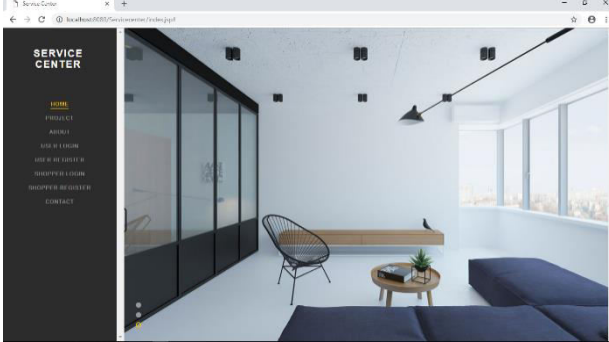 Service Center
localhost:8085/Servicecenter/index.jsp#
SERVICE
CENTER
HOME
PROJECT
ABOUT
USER LOGIN
USER REGISTER
SHOPPER LOGIN
SHOPPER REGISTER
CONTACT